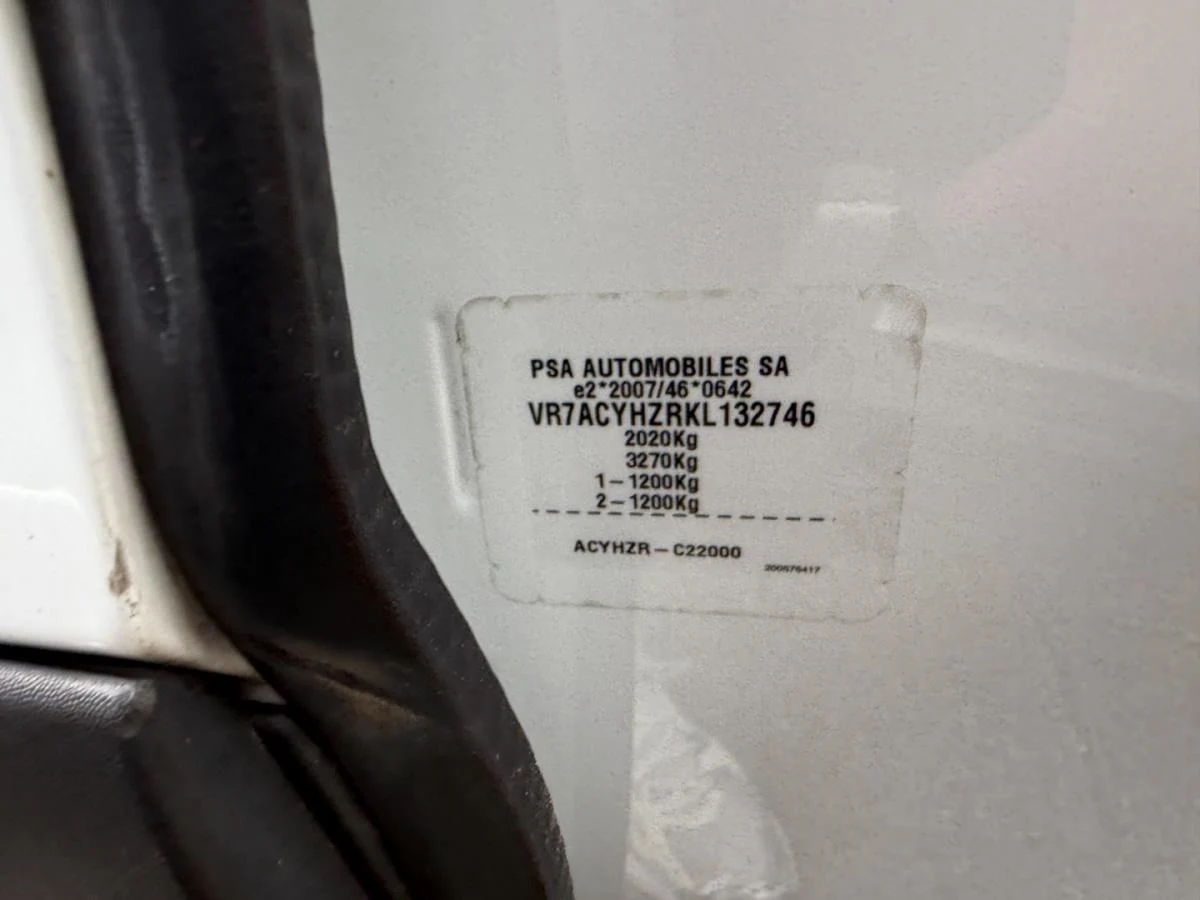 PSA AUTOMOBILES SA
e2*2007/46*0642
VR7ACYHZRKL132746
2020Kg
3270Kg
1-1200Kg
2-1200Kg
ACYHZR-C22000